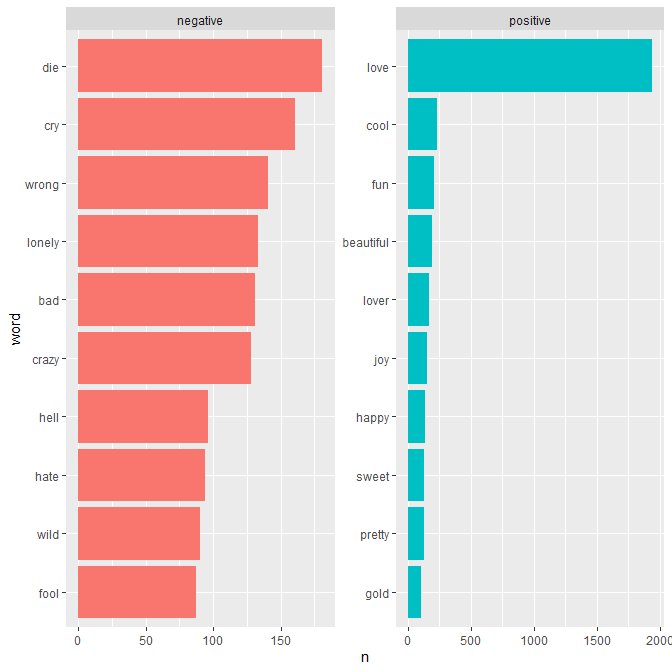 negative
positive
die
cry
wrong
lonely
bad
crazy
hell
hate
wild
fool
love
cool
fun
beautiful
lover
joy
happy
sweet
pretty
gold
word
0 50 100 150
0 500 1000 1500 2000
n